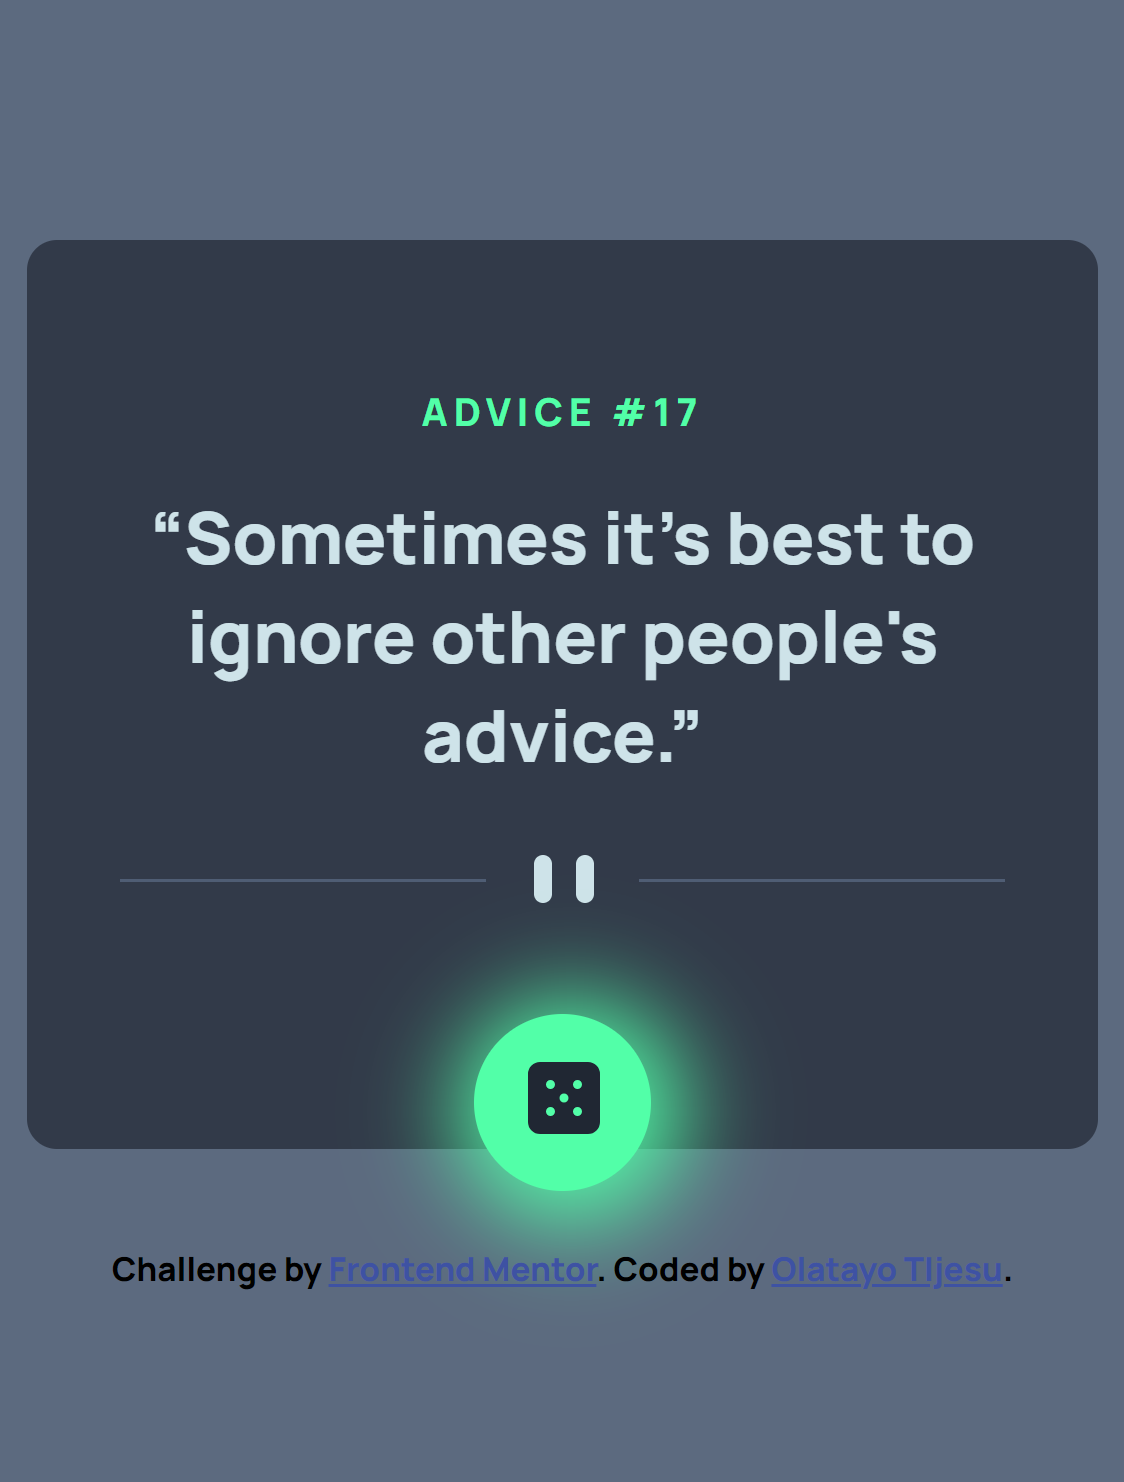 ADVICE #17
“Sometimes it’s best to
ignore other people's
advice.”
Challenge by Frontend Mentor. Coded by Olatayo TIjesu.